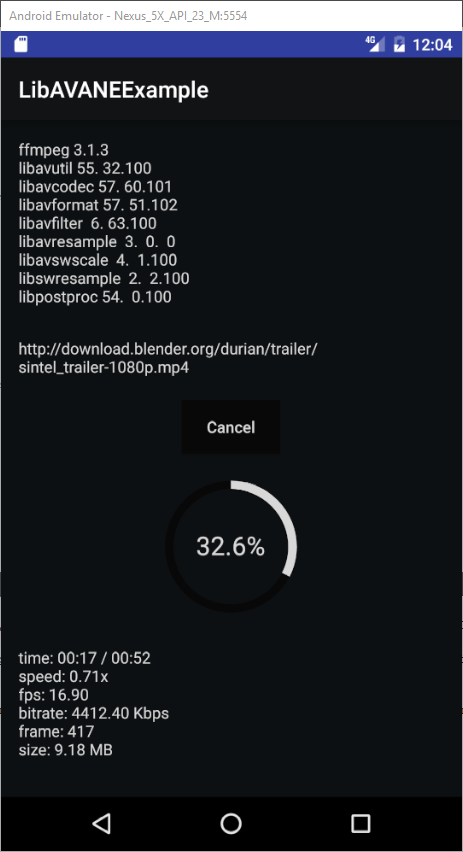 Android Emulator - Nexus_5X_API_23_M:5554
4G 12:04
LibAVANEExample
ffmpeg 3.1.3
libavutil 55. 32.100
libavcodec 57. 60.101
libavformat 57. 51.102
libavfilter  6. 63.100
libavresample  3.  0.  0
libavswscale  4.  1.100
libswresample  2.  2.100
libpostproc 54.  0.100
http://download.blender.org/durian/trailer/
sintel_trailer-1080p.mp4
Cancel
32.6%
time: 00:17 / 00:52
speed: 0.71x
fps: 16.90
bitrate: 4412.40 Kbps
frame: 417
size: 9.18 MB